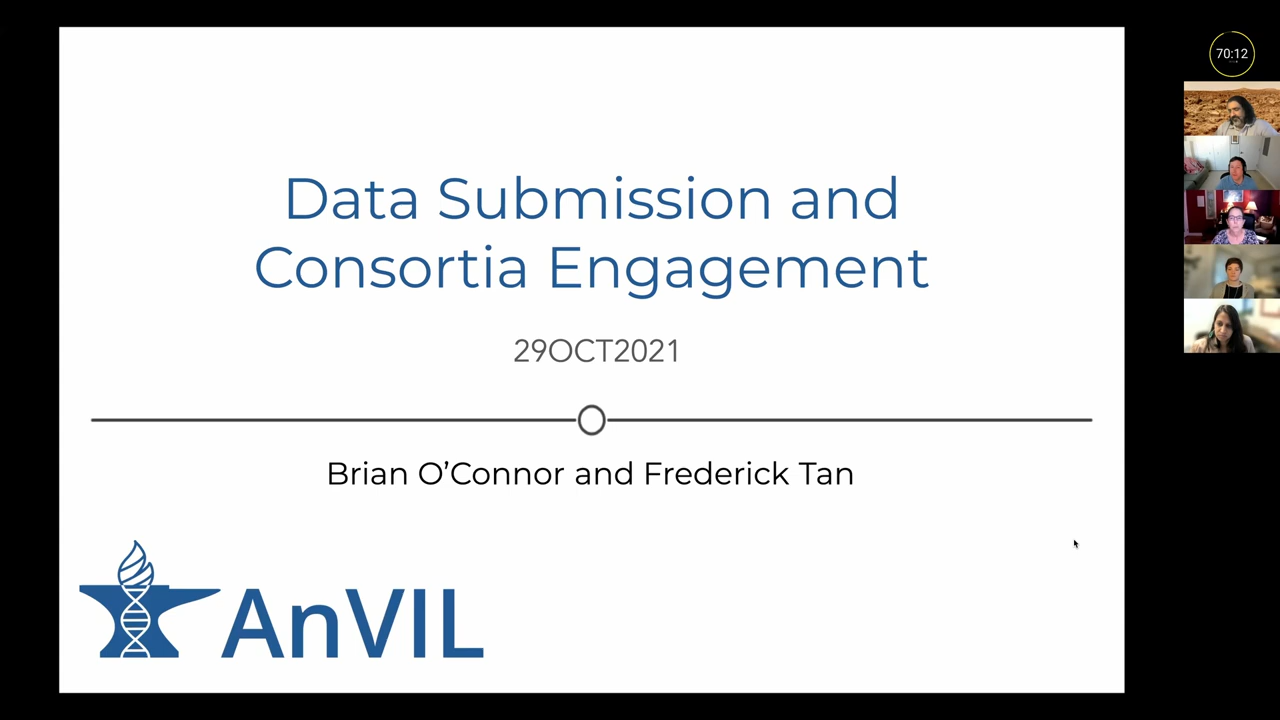 70:12
Data Submission and
Consortia Engagement
29OCT2021
Brian O’Connor and Frederick Tan
AnVIL